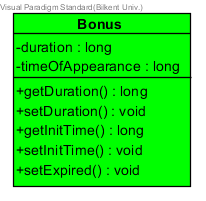 Visual Paradigm Standard(Bilkent Univ.)
Bonus
-duration : long
-timeOfAppearance : long
+getDuration() : long
+setDuration() : void
+getInitTime() : long
+setInitTime() : void
+setExpired() : void